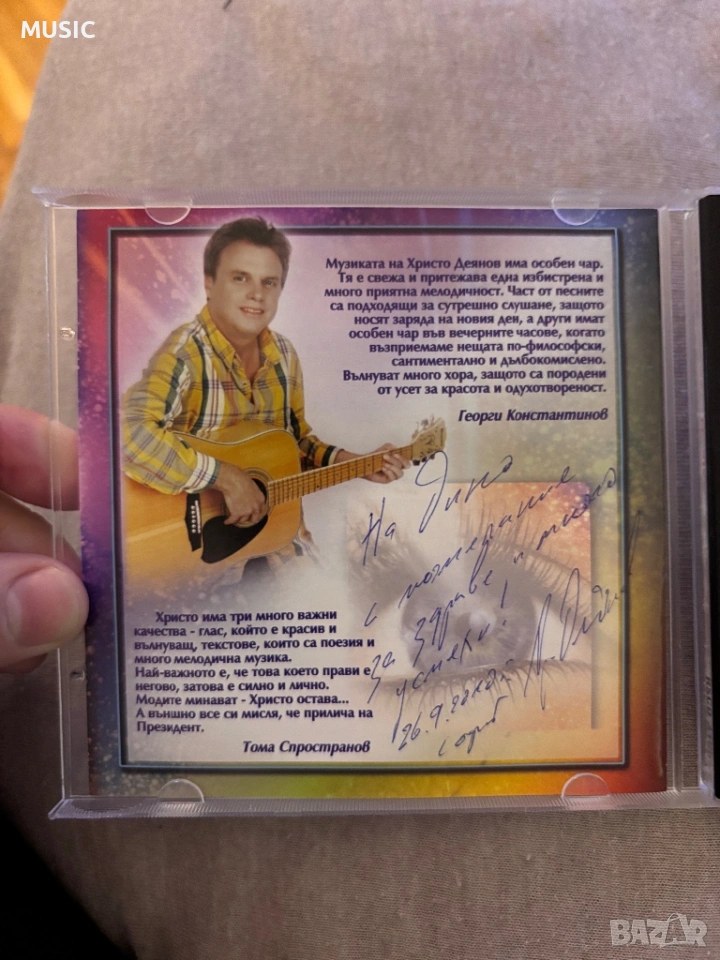 MUSIC
Музиката на Христо Деянов има особен чар.
Тя е свежа и притежава една избистрена и
много приятна мелодичност. Част от песните
са подходящи за сутрешно слушане, защото
носят заряда на новия ден, а други имат
особен чар във вечерните часове, когато
възприемаме нещата по-философски,
сантиментално и дълбокомислено.
Вълнуват много хора, защото са породени
от усет за красота и одухотвореност.
Георги Константинов
На Дино
с пожелание
за здраве и много
успехи!
Христо има три много важни
качества - глас, който е красив и
вълнуващ, текстове, които са поезия и
много мелодична музика.
Най-важното е, че това което прави е
негово, затова е силно и лично.
Модите минават - Христо остава...
А външно все си мисля, че прилича на
Президент.
Тома Спространов
26.9.
BAZAR